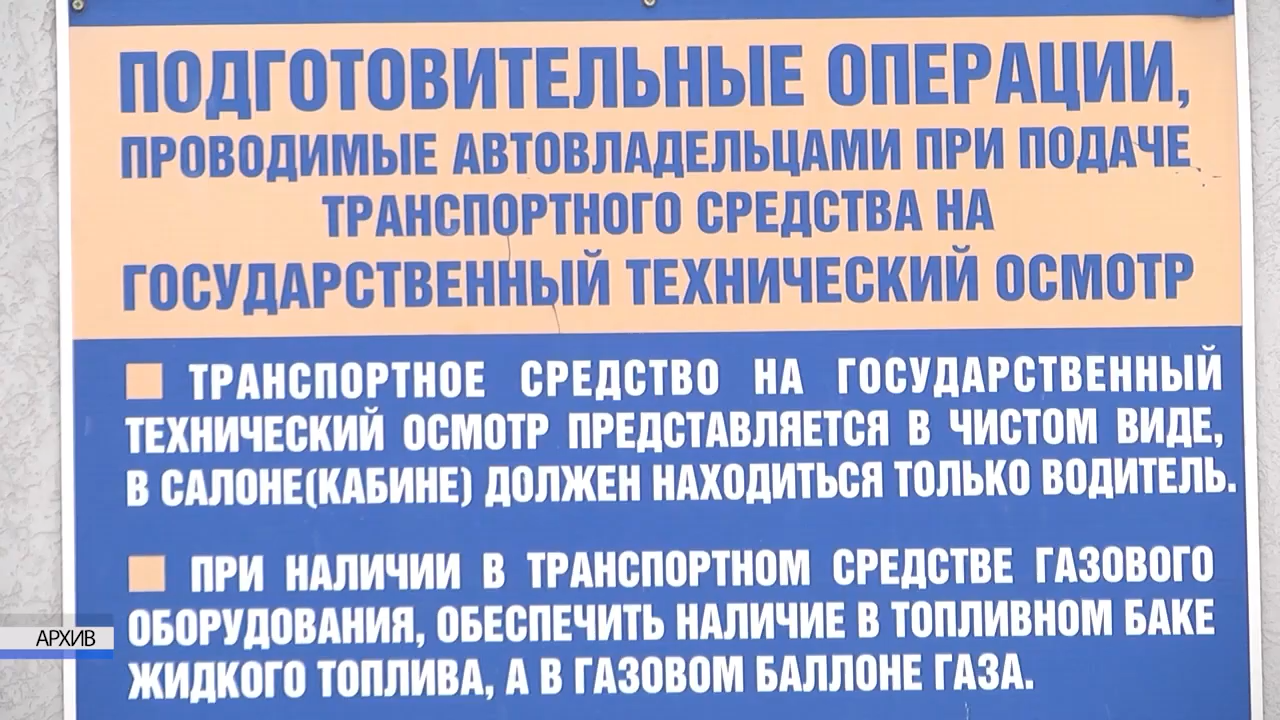 ПОДГОТОВИТЕЛЬНЫЕ ОПЕРАЦИИ,
ПРОВОДИМЫЕ АВТОВЛАДЕЛЬЦАМИ ПРИ ПОДАЧЕ
ТРАНСПОРТНОГО СРЕДСТВА НА
ГОСУДАРСТВЕННЫЙ ТЕХНИЧЕСКИЙ ОСМОТР
ТРАНСПОРТНОЕ СРЕДСТВО НА ГОСУДАРСТВЕННЫЙ
ТЕХНИЧЕСКИЙ ОСМОТР ПРЕДСТАВЛЯЕТСЯ В ЧИСТОМ ВИДЕ,
В САЛОНЕ(КАБИНЕ) ДОЛЖЕН НАХОДИТЬСЯ ТОЛЬКО ВОДИТЕЛЬ.
ПРИ НАЛИЧИИ В ТРАНСПОРТНОМ СРЕДСТВЕ ГАЗОВОГО
ОБОРУДОВАНИЯ, ОБЕСПЕЧИТЬ НАЛИЧИЕ В ТОПЛИВНОМ БАКЕ
ЖИДКОГО ТОПЛИВА, А В ГАЗОВОМ БАЛЛОНЕ ГАЗА.
АРХИВ